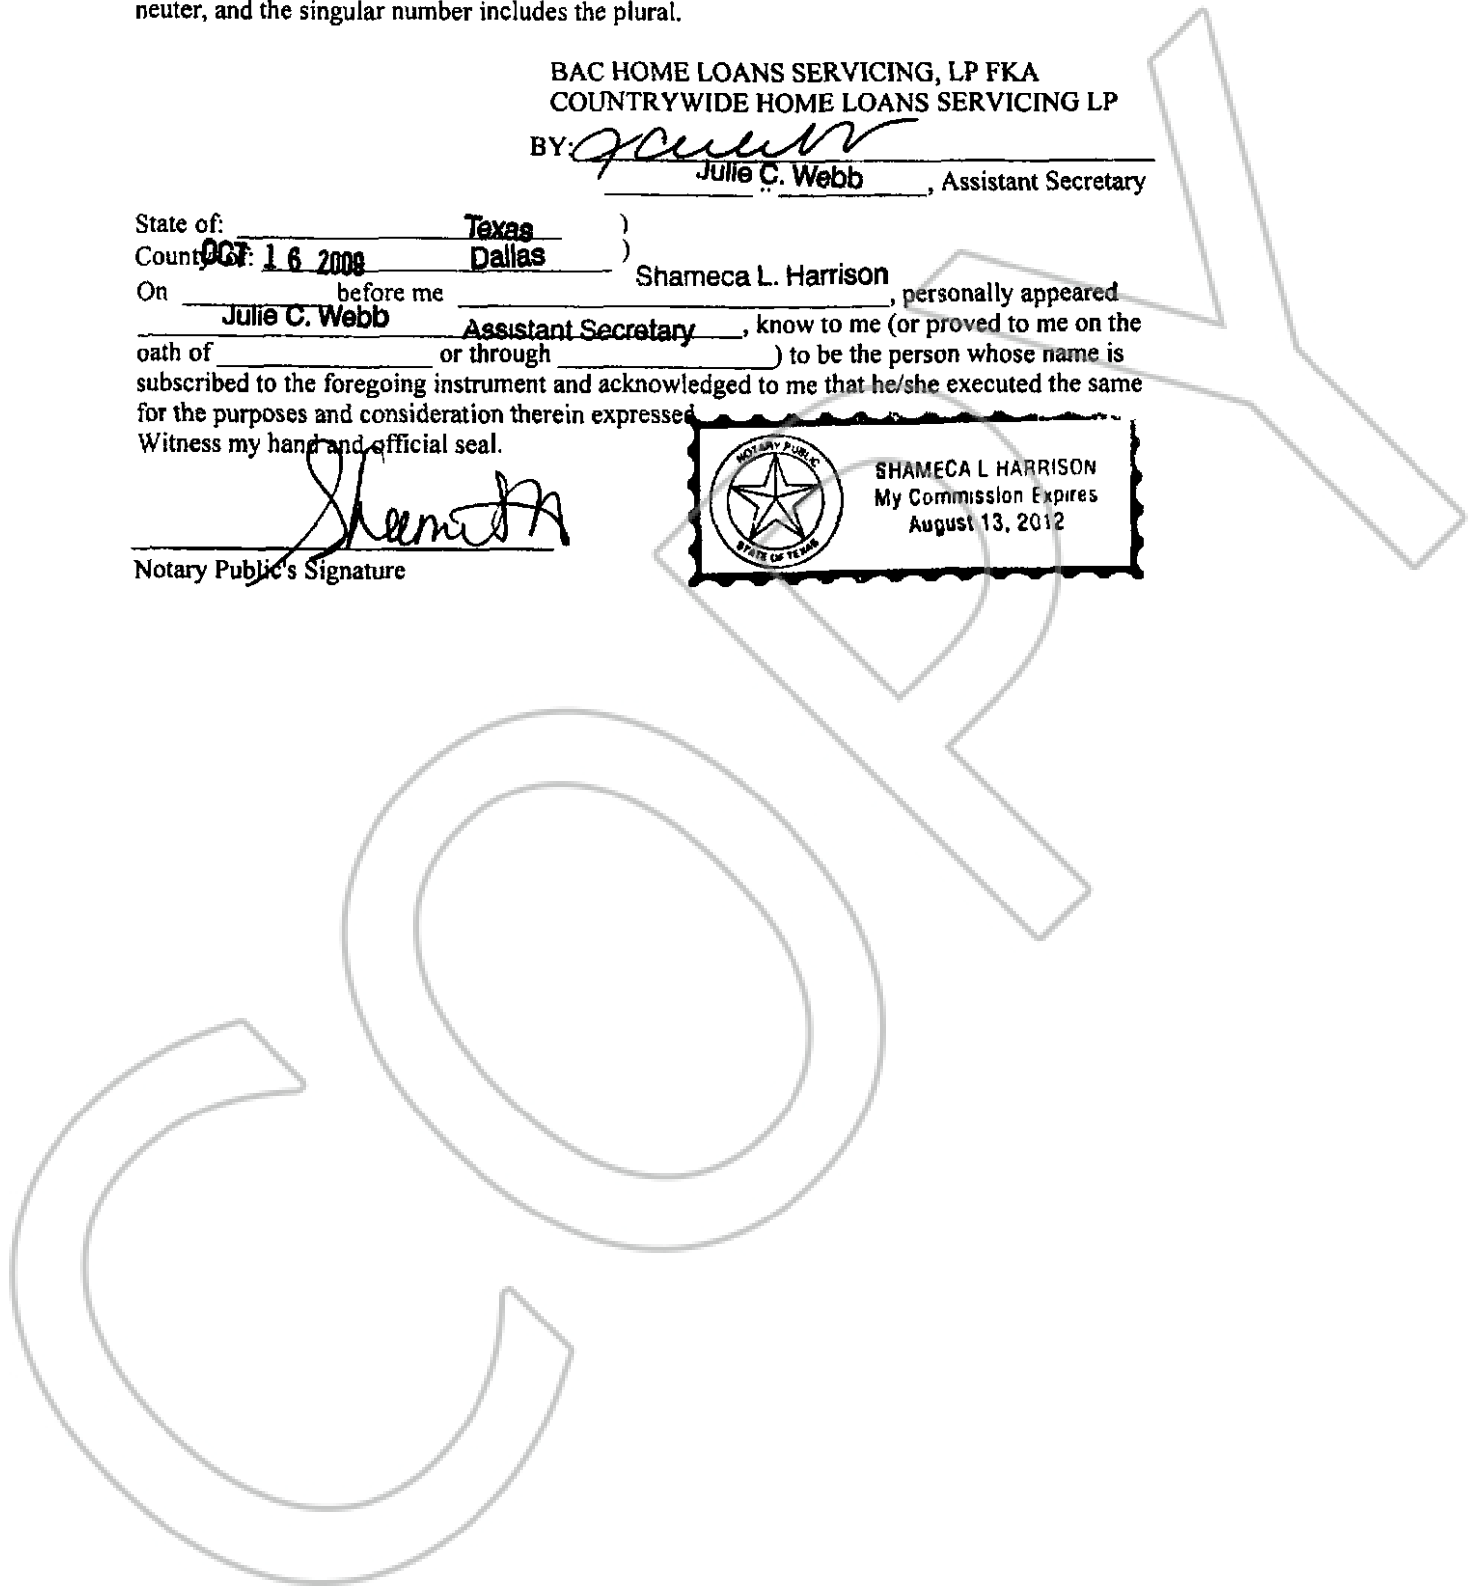 neuter, and the singular number includes the plural.
BAC HOME LOANS SERVICING, LP FKA
COUNTRYWIDE HOME LOANS SERVICING LP
BY:
Julie C. Webb, Assistant Secretary
State of: Texas )
County of: Dallas )
OCT 16 2009
On before me Shameca L. Harrison, personally appeared
Julie C. Webb Assistant Secretary, know to me (or proved to me on the
oath of or through ) to be the person whose name is
subscribed to the foregoing instrument and acknowledged to me that he/she executed the same
for the purposes and consideration therein expressed
Witness my hand and official seal.
Notary Public's Signature
NOTARY PUBLIC
STATE OF TEXAS
SHAMECA L HARRISON
My Commission Expires
August 13, 2012
COPY